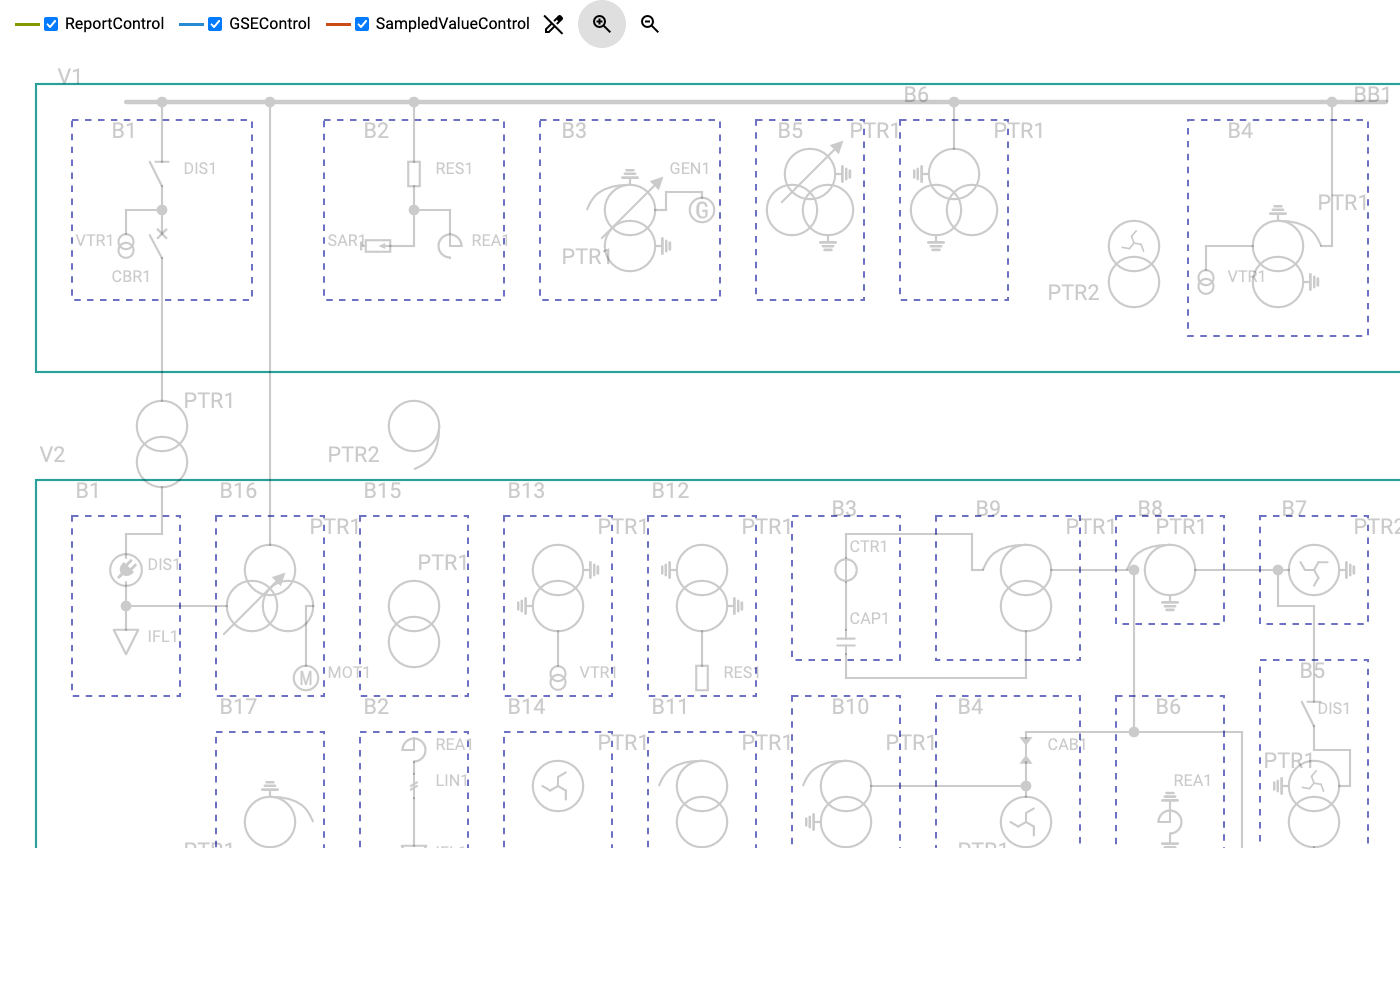 ReportControl GSEControl SampledValueControl
V1
B6 BB1
B1 B2 B3 B5 PTR1 PTR1 B4
DIS1 RES1 GEN1
PTR1
G
VTR1 SAR1 REA1
PTR1
CBR1 VTR1
PTR2
PTR1
V2 PTR2
B1 B16 B15 B13 B12
B3 B9 B8 B7
PTR1 PTR1 PTR1 PTR1 PTR1 PTR2
CTR1
DIS1 PTR1
CAP1
IFL1
M MOT1 VTR1 RES1
B5
B17 B2 B14 B11 B10 B4 B6 DIS1
REA1 PTR1 PTR1 PTR1 CAB1
PTR1
LIN1 REA1
PTR1 PTR1